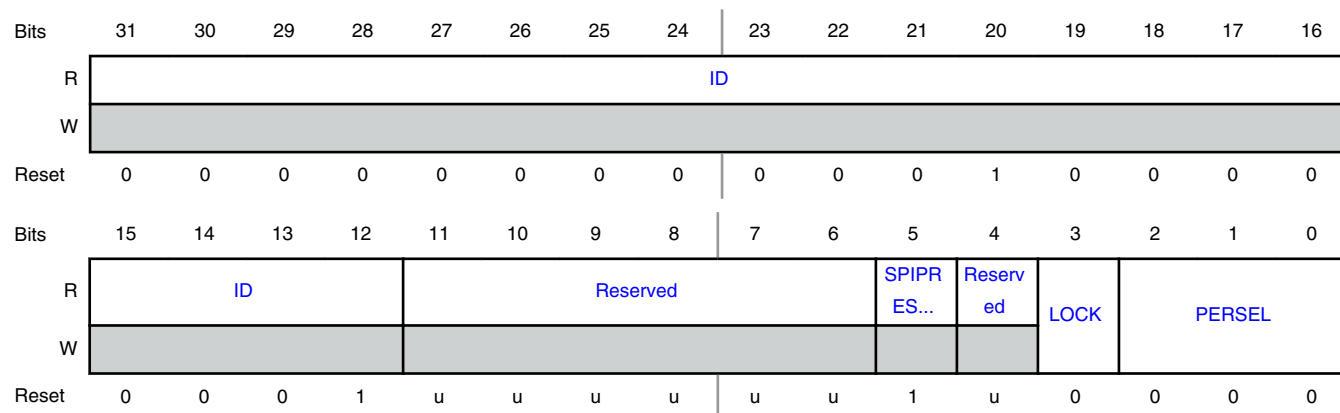 Bits 31 30 29 28 27 26 25 24 23 22 21 20 19 18 17 16
R ID
W
Reset 0 0 0 0 0 0 0 0 0 0 0 1 0 0 0 0
Bits 15 14 13 12 11 10 9 8 7 6 5 4 3 2 1 0
R ID Reserved SPIPR ES... Reserv ed LOCK PERSEL
W
Reset 0 0 0 1 u u u u u u 1 u 0 0 0 0